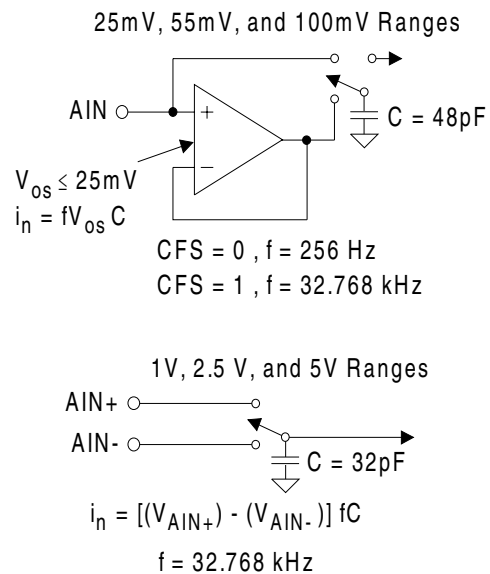 25mV, 55mV, and 100mV Ranges
AIN
+
−
C = 48pF
Vos ≤ 25mV
in = fVos C
CFS = 0 , f = 256 Hz
CFS = 1 , f = 32.768 kHz
1V, 2.5 V, and 5V Ranges
AIN+
AIN-
C = 32pF
in = [(VAIN+) - (VAIN-)] fC
f = 32.768 kHz